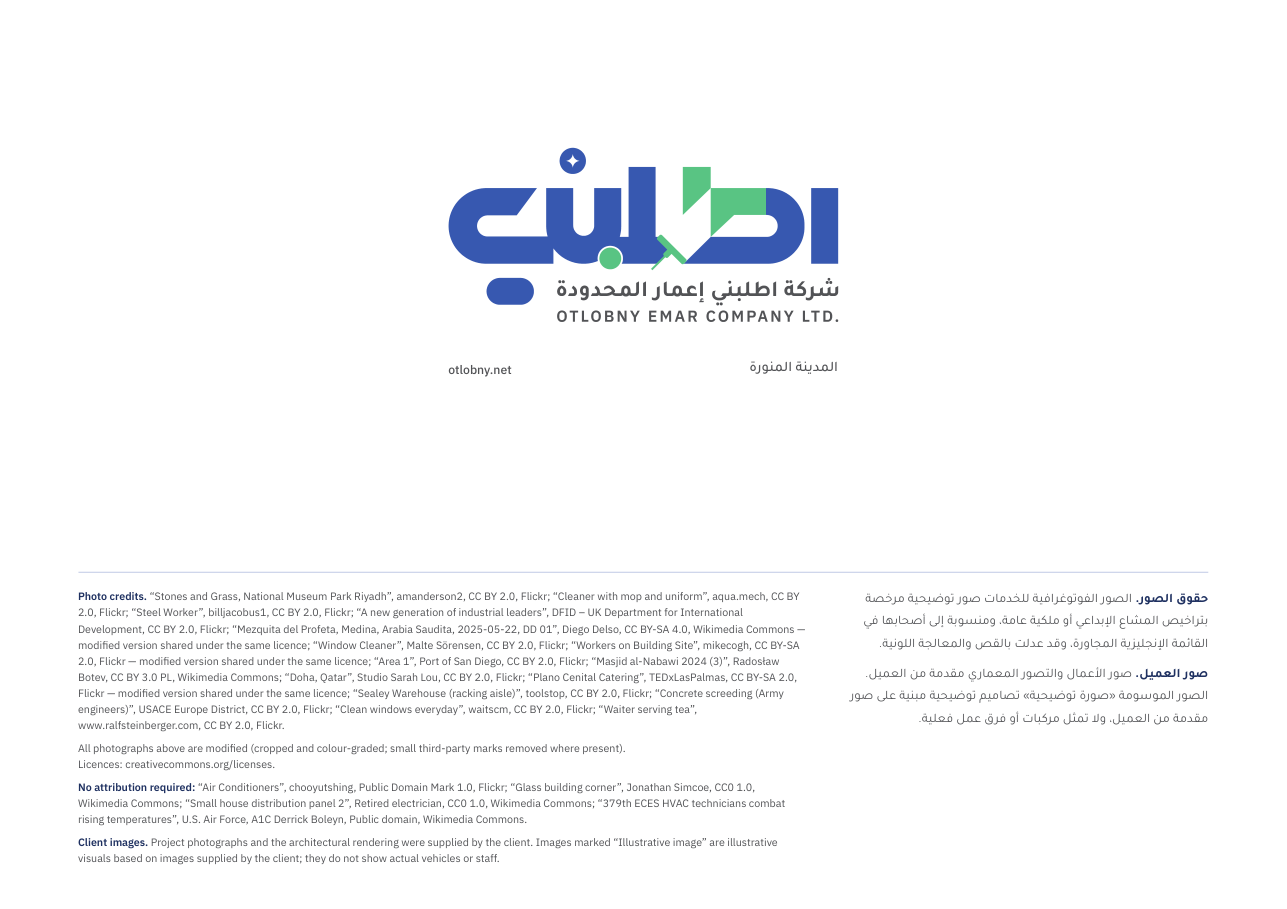 اطلبني
شركة اطلبني إعمار المحدودة
OTLOBNY EMAR COMPANY LTD.
المدينة المنورة
otlobny.net
Photo credits. “Stones and Grass, National Museum Park Riyadh”, amanderson2, CC BY 2.0, Flickr; “Cleaner with mop and uniform”, aqua.mech, CC BY
2.0, Flickr; “Steel Worker”, billjacobus1, CC BY 2.0, Flickr; “A new generation of industrial leaders”, DFID – UK Department for International
Development, CC BY 2.0, Flickr; “Mezquita del Profeta, Medina, Arabia Saudita, 2025-05-22, DD 01”, Diego Delso, CC BY-SA 4.0, Wikimedia Commons —
modified version shared under the same licence; “Window Cleaner”, Malte Sörensen, CC BY 2.0, Flickr; “Workers on Building Site”, mikecogh, CC BY-SA
2.0, Flickr — modified version shared under the same licence; “Area 1”, Port of San Diego, CC BY 2.0, Flickr; “Masjid al-Nabawi 2024 (3)”, Radosław
Botev, CC BY 3.0 PL, Wikimedia Commons; “Doha, Qatar”, Studio Sarah Lou, CC BY 2.0, Flickr; “Plano Cenital Catering”, TEDxLasPalmas, CC BY-SA 2.0,
Flickr — modified version shared under the same licence; “Sealey Warehouse (racking aisle)”, toolstop, CC BY 2.0, Flickr; “Concrete screeding (Army
engineers)”, USACE Europe District, CC BY 2.0, Flickr; “Clean windows everyday”, waitscm, CC BY 2.0, Flickr; “Waiter serving tea”,
www.ralfsteinberger.com, CC BY 2.0, Flickr.
All photographs above are modified (cropped and colour-graded; small third-party marks removed where present).
Licences: creativecommons.org/licenses.
No attribution required: “Air Conditioners”, chooyutshing, Public Domain Mark 1.0, Flickr; “Glass building corner”, Jonathan Simcoe, CC0 1.0,
Wikimedia Commons; “Small house distribution panel 2”, Retired electrician, CC0 1.0, Wikimedia Commons; “379th ECES HVAC technicians combat
rising temperatures”, U.S. Air Force, A1C Derrick Boleyn, Public domain, Wikimedia Commons.
Client images. Project photographs and the architectural rendering were supplied by the client. Images marked “Illustrative image” are illustrative
visuals based on images supplied by the client; they do not show actual vehicles or staff.
حقوق الصور. الصور الفوتوغرافية للخدمات صور توضيحية مرخصة
بتراخيص المشاع الإبداعي أو ملكية عامة، ومنسوبة إلى أصحابها في
القائمة الإنجليزية المجاورة، وقد عدلت بالقص والمعالجة اللونية.
صور العميل. صور الأعمال والتصور المعماري مقدمة من العميل.
الصور الموسومة «صورة توضيحية» تصاميم توضيحية مبنية على صور
مقدمة من العميل، ولا تمثل مركبات أو فرق عمل فعلية.